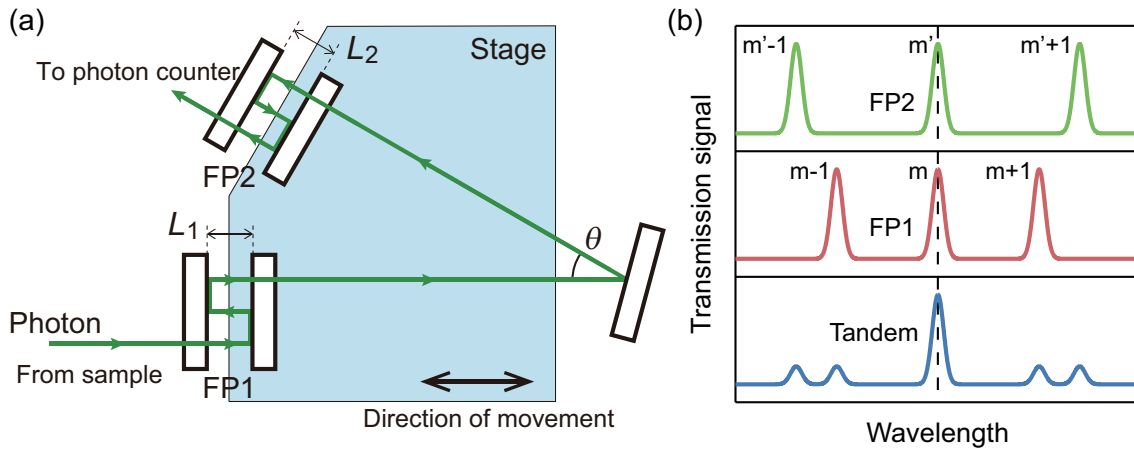 (a)
Stage
L2
To photon counter
FP2
L1
θ
Photon
From sample
FP1
Direction of movement
(b)
Transmission signal
m'-1
m'
m'+1
FP2
m-1
m
m+1
FP1
Tandem
Wavelength